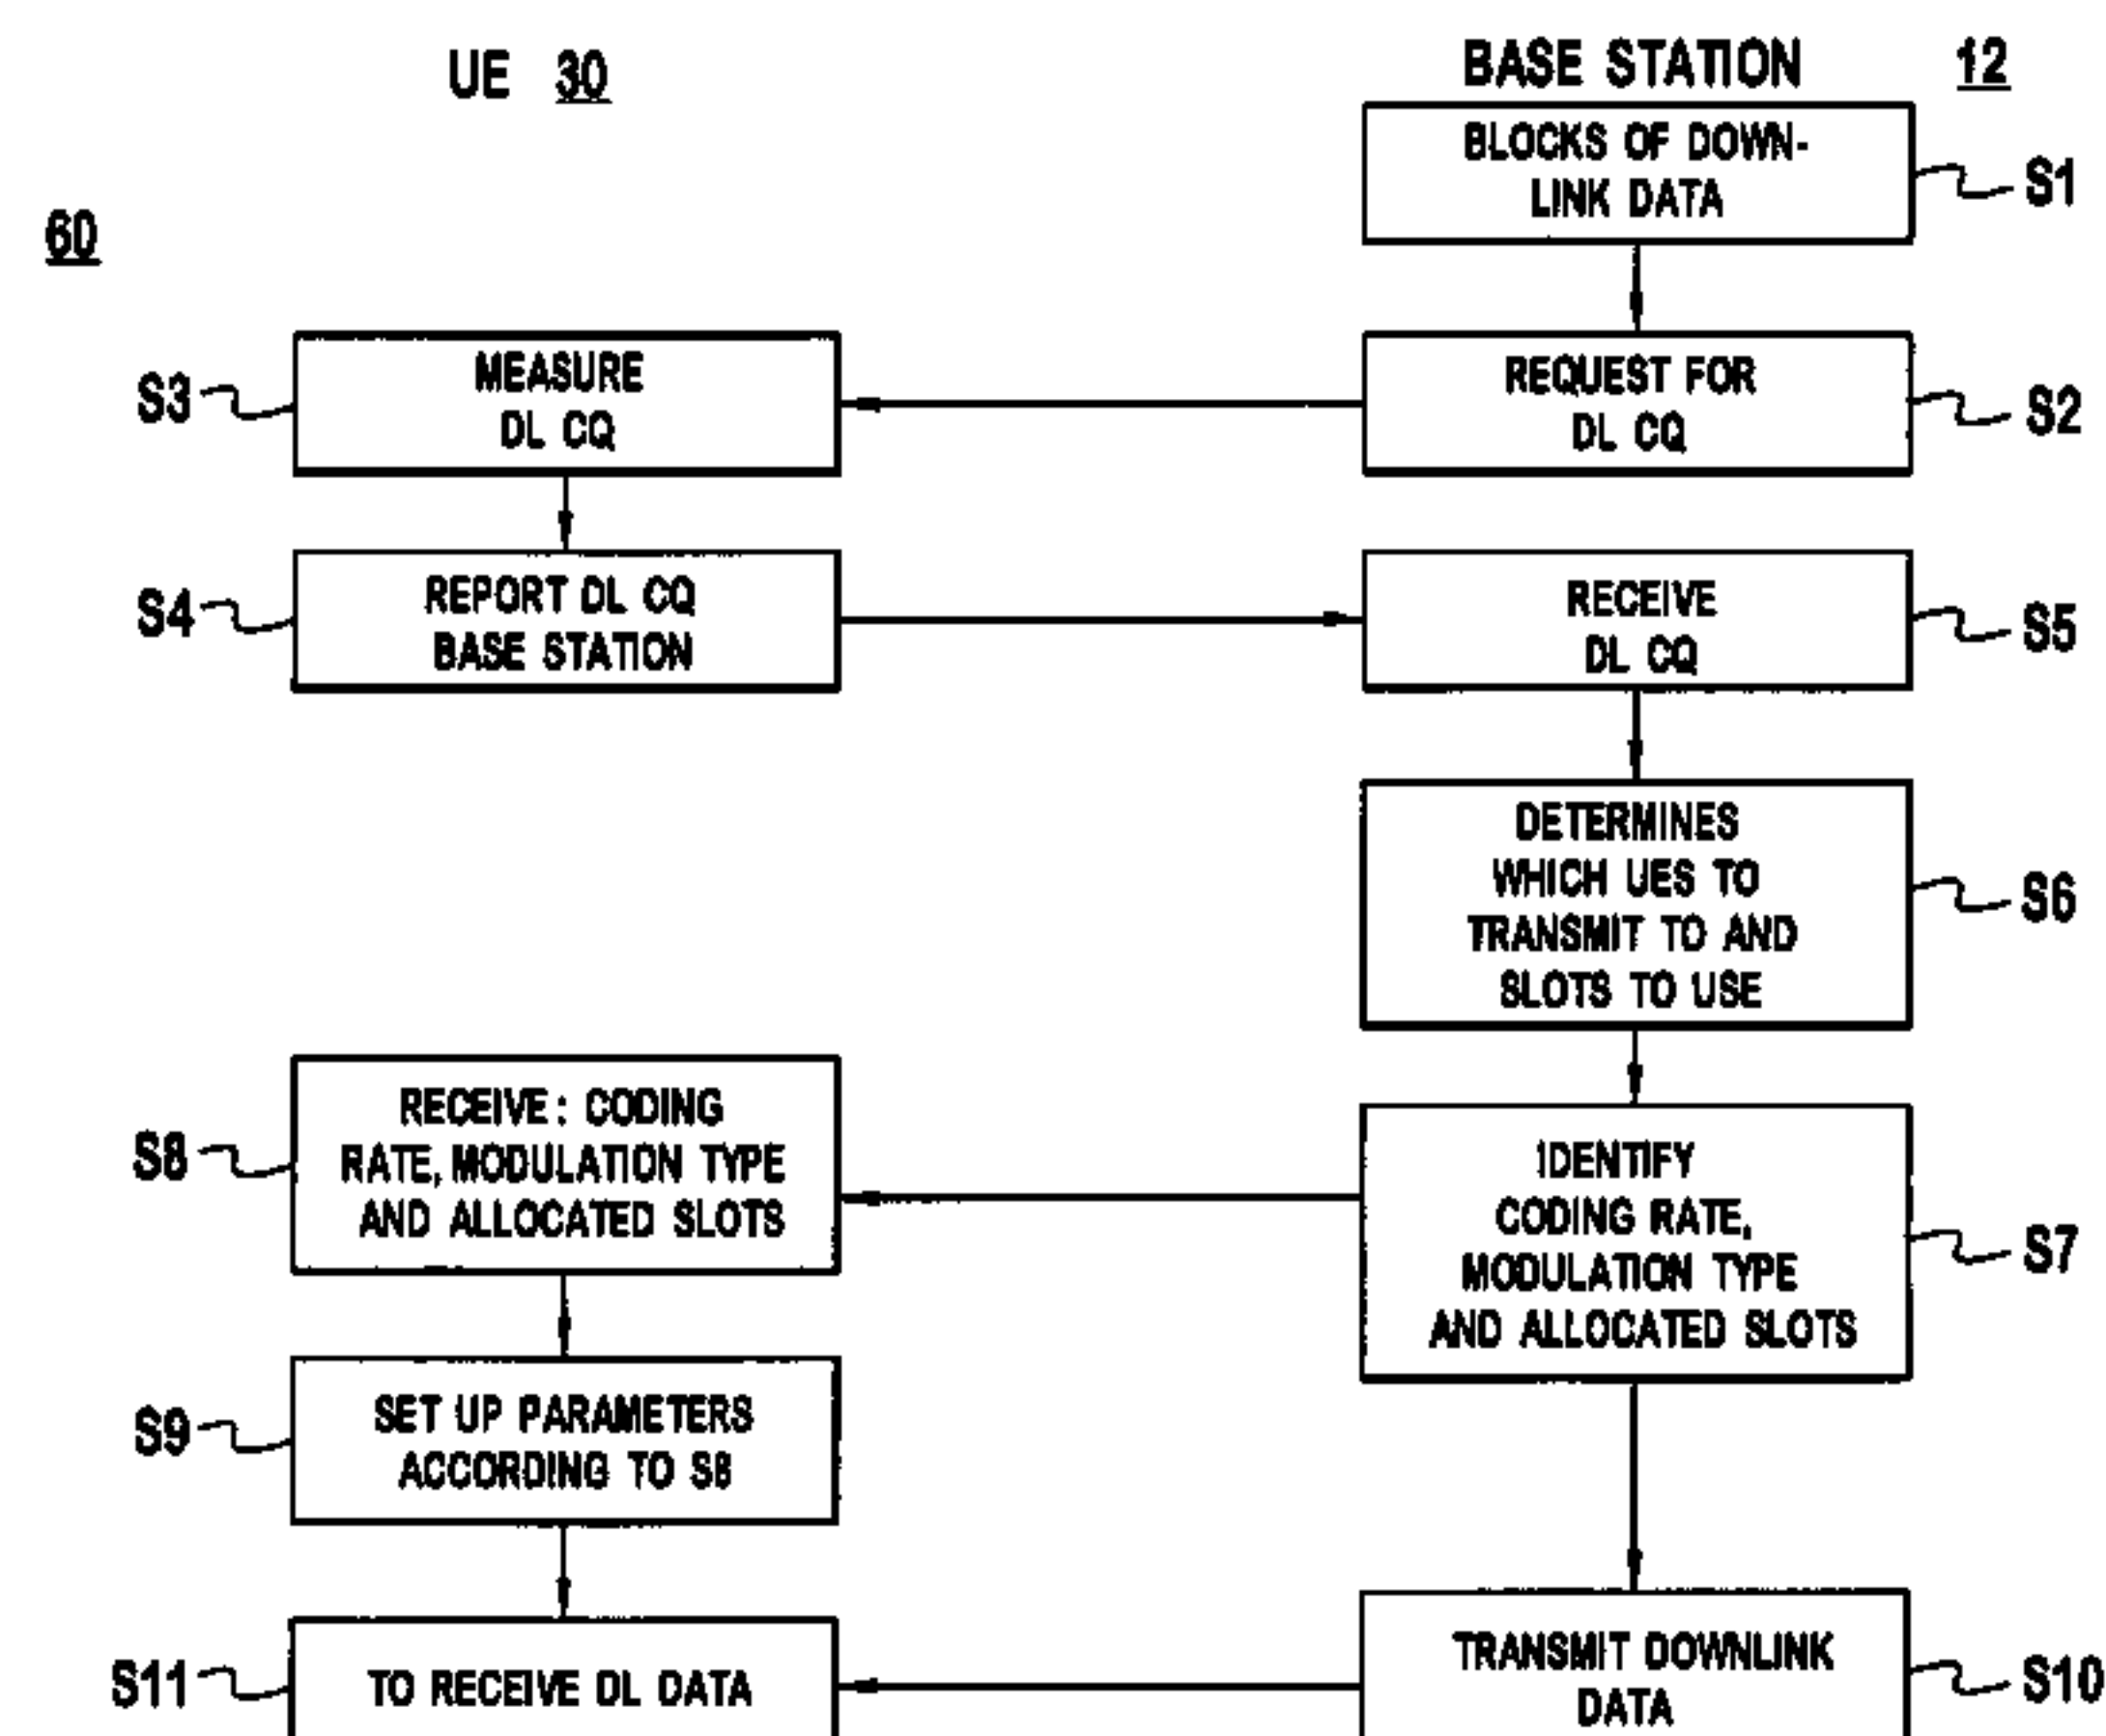 UE 30
BASE STATION 12
BLOCKS OF DOWN-
LINK DATA
S1
60
S3
MEASURE
DL CQ
REQUEST FOR
DL CQ
S2
S4
REPORT DL CQ
BASE STATION
RECEIVE
DL CQ
S5
DETERMINES
WHICH UES TO
TRANSMIT TO AND
SLOTS TO USE
S6
S8
RECEIVE: CODING
RATE, MODULATION TYPE
AND ALLOCATED SLOTS
IDENTIFY
CODING RATE,
MODULATION TYPE
AND ALLOCATED SLOTS
S7
S9
SET UP PARAMETERS
ACCORDING TO S8
S11
TO RECEIVE DL DATA
TRANSMIT DOWNLINK
DATA
S10